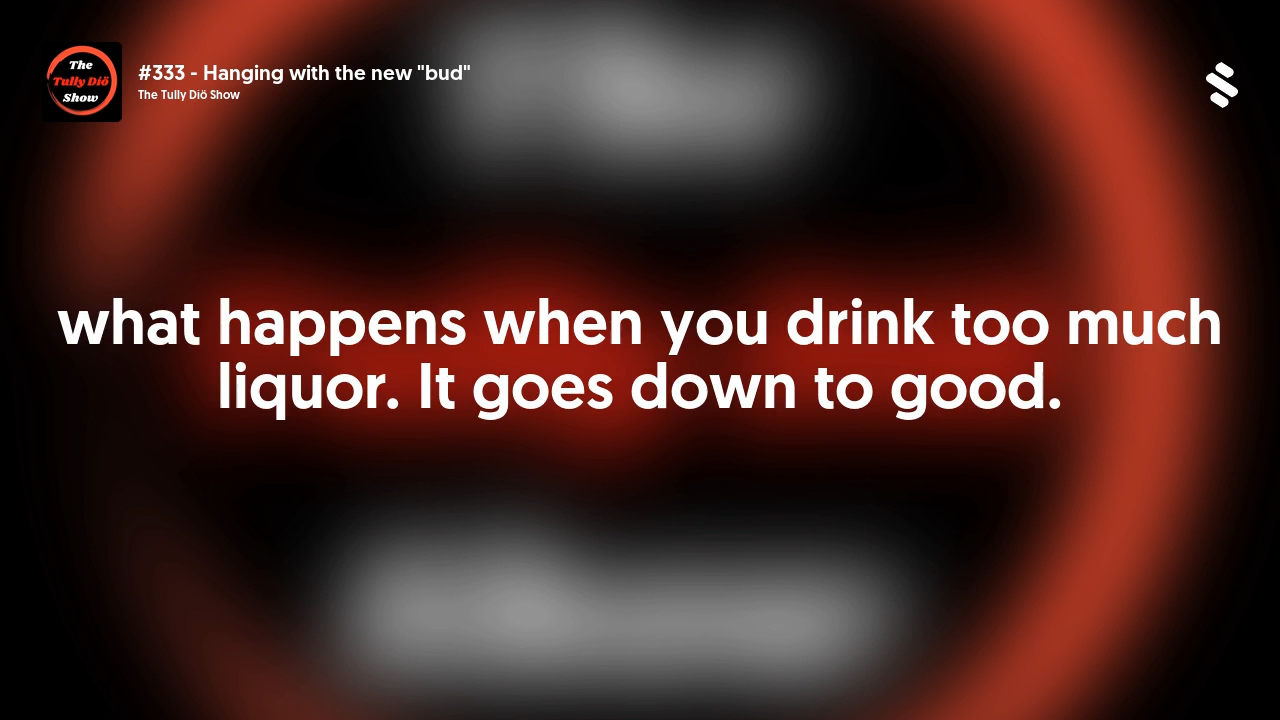 The
Tully Diö
Show
#333 - Hanging with the new "bud"
The Tully Diö Show
what happens when you drink too much
liquor. It goes down to good.